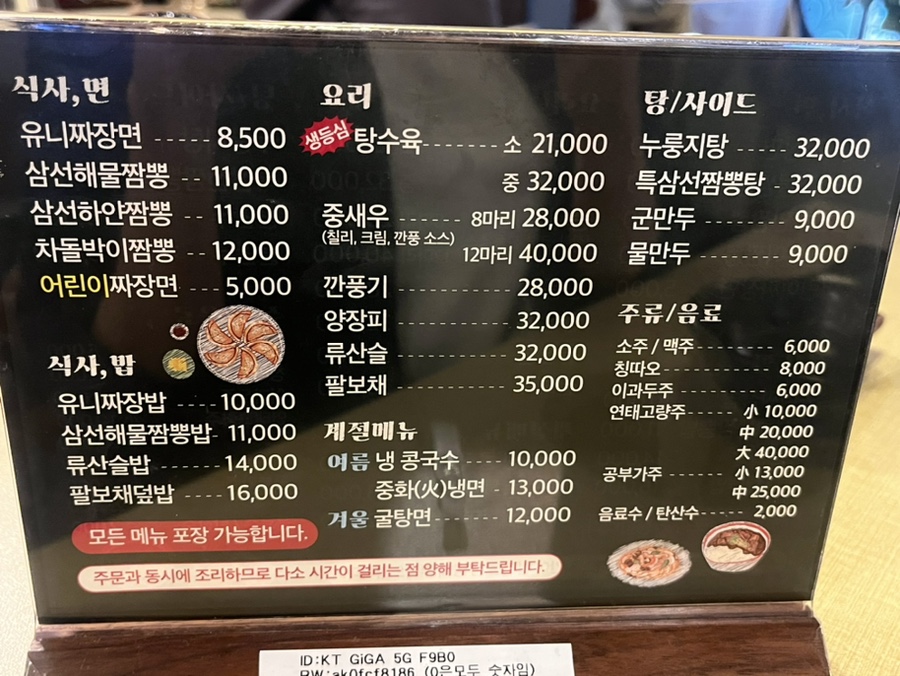 식사,면
유니짜장면 ---- 8,500
삼선해물짬뽕 -- 11,000
삼선하얀짬뽕 -- 11,000
차돌박이짬뽕 -- 12,000
어린이짜장면 --- 5,000
식사,밥
유니짜장밥 ---- 10,000
삼선해물짬뽕밥- 11,000
류산슬밥 ------ 14,000
팔보채덮밥 ---- 16,000
모든 메뉴 포장 가능합니다.
요리
생등심 탕수육------- 소 21,000
중 32,000
중새우 ------- 8마리 28,000
(칠리, 크림, 깐풍 소스)
12마리 40,000
깐풍기 ----------- 28,000
양장피 ----------- 32,000
류산슬 ----------- 32,000
팔보채 ----------- 35,000
계절메뉴
여름 냉 콩국수 ----- 10,000
중화(火)냉면 - 13,000
겨울 굴탕면------- 12,000
탕/사이드
누룽지탕 ----- 32,000
특삼선짬뽕탕 - 32,000
군만두 ------- 9,000
물만두 ------- 9,000
주류/음료
소주 / 맥주 -------- 6,000
칭따오 ------------ 8,000
이과두주 ---------- 6,000
연태고량주------ 小 10,000
中 20,000
大 40,000
공부가주 ------- 小 13,000
中 25,000
음료수 / 탄산수 ---- 2,000
주문과 동시에 조리하므로 다소 시간이 걸리는 점 양해 부탁드립니다.
ID:KT GiGA 5G F9B0
PW:ak0fcf8186 (0은모두 숫자임)